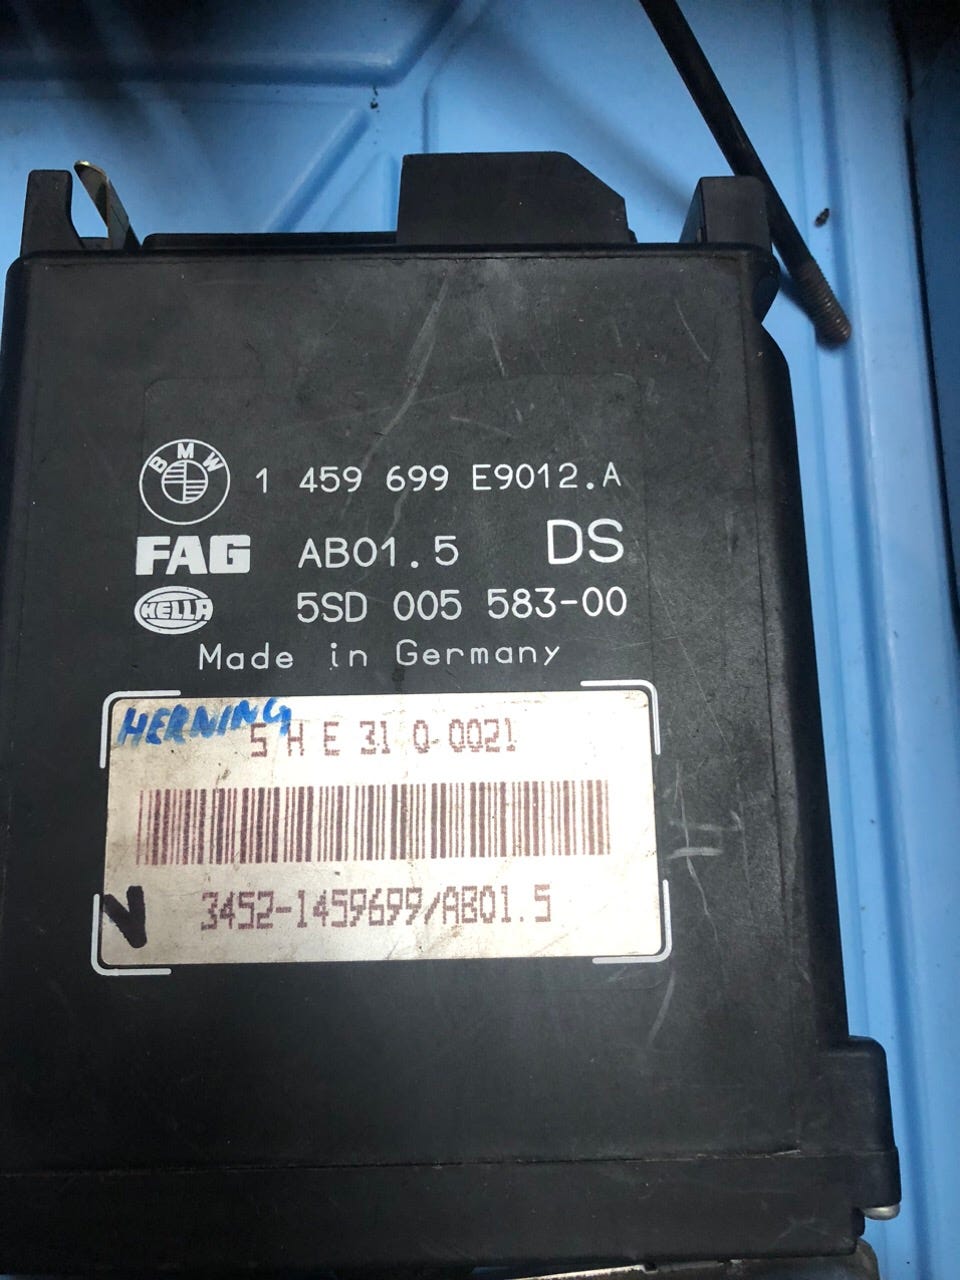 BMW
1 459 699 E9012.A
FAG AB01.5 DS
HELLA 5SD 005 583-00
Made in Germany
HERNING
5 H E 31 0 0021
3452-1459699/AB01.5
V